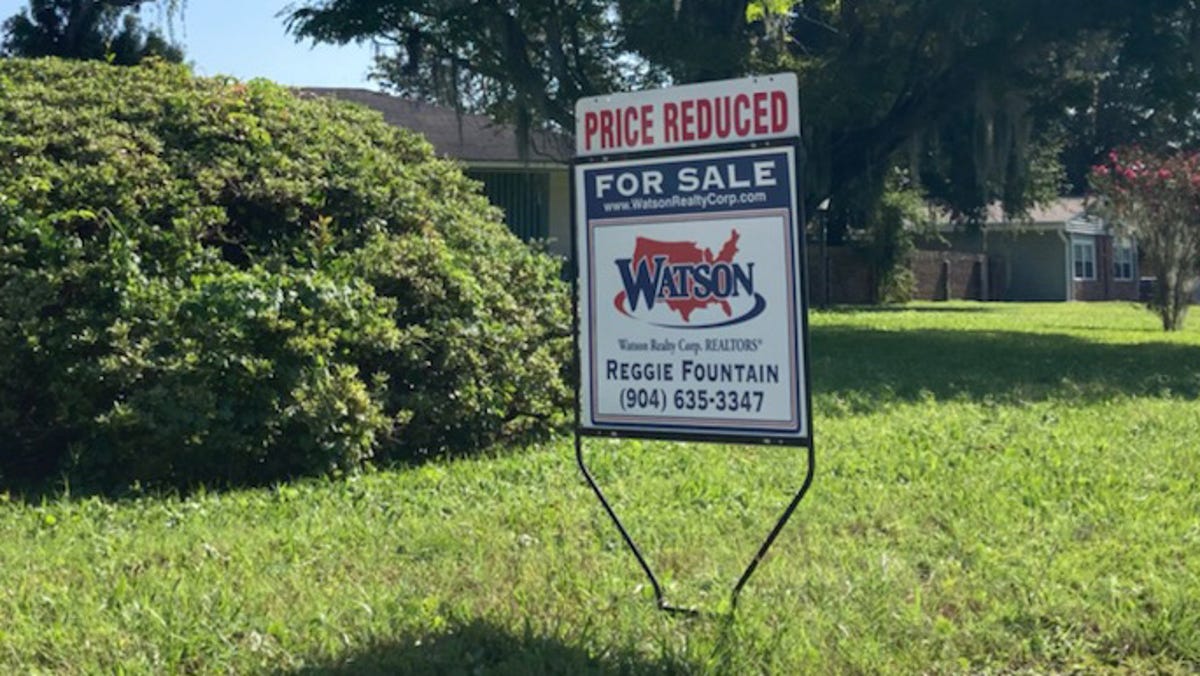 PRICE REDUCED
FOR SALE
www.WatsonRealtyCorp.com
WATSON
Watson Realty Corp. REALTORS®
REGGIE FOUNTAIN
(904) 635-3347